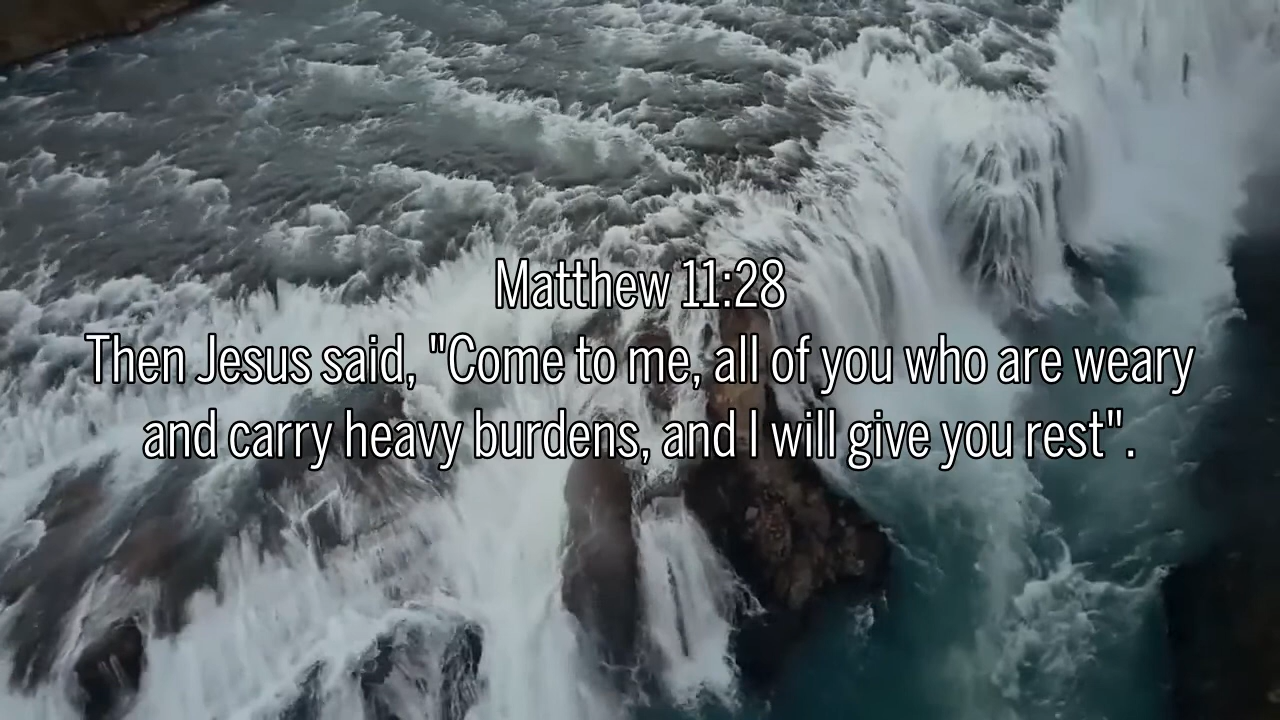 Matthew 11:28
Then Jesus said, "Come to me, all of you who are weary
and carry heavy burdens, and I will give you rest".